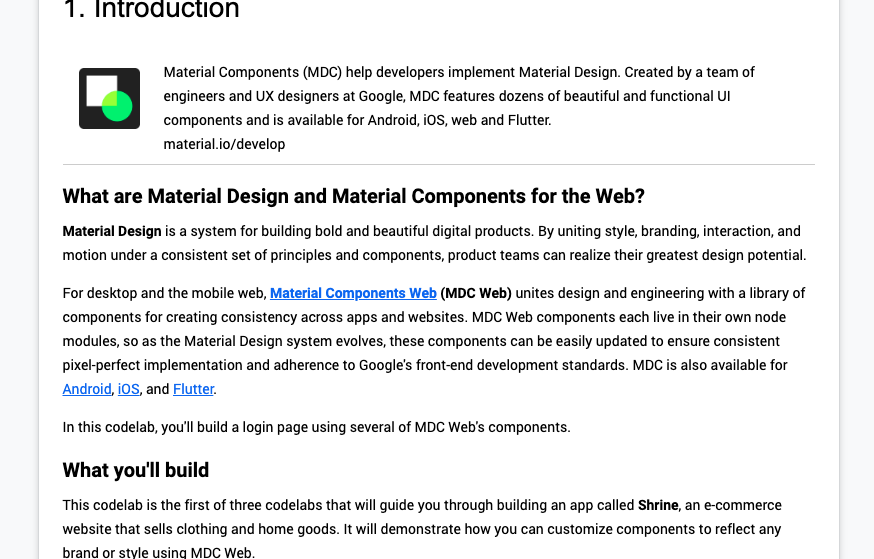 1. Introduction
Material Components (MDC) help developers implement Material Design. Created by a team of
engineers and UX designers at Google, MDC features dozens of beautiful and functional UI
components and is available for Android, iOS, web and Flutter.
material.io/develop
What are Material Design and Material Components for the Web?
Material Design is a system for building bold and beautiful digital products. By uniting style, branding, interaction, and
motion under a consistent set of principles and components, product teams can realize their greatest design potential.
For desktop and the mobile web, Material Components Web (MDC Web) unites design and engineering with a library of
components for creating consistency across apps and websites. MDC Web components each live in their own node
modules, so as the Material Design system evolves, these components can be easily updated to ensure consistent
pixel-perfect implementation and adherence to Google's front-end development standards. MDC is also available for
Android, iOS, and Flutter.
In this codelab, you'll build a login page using several of MDC Web's components.
What you'll build
This codelab is the first of three codelabs that will guide you through building an app called Shrine, an e-commerce
website that sells clothing and home goods. It will demonstrate how you can customize components to reflect any
brand or style using MDC Web.